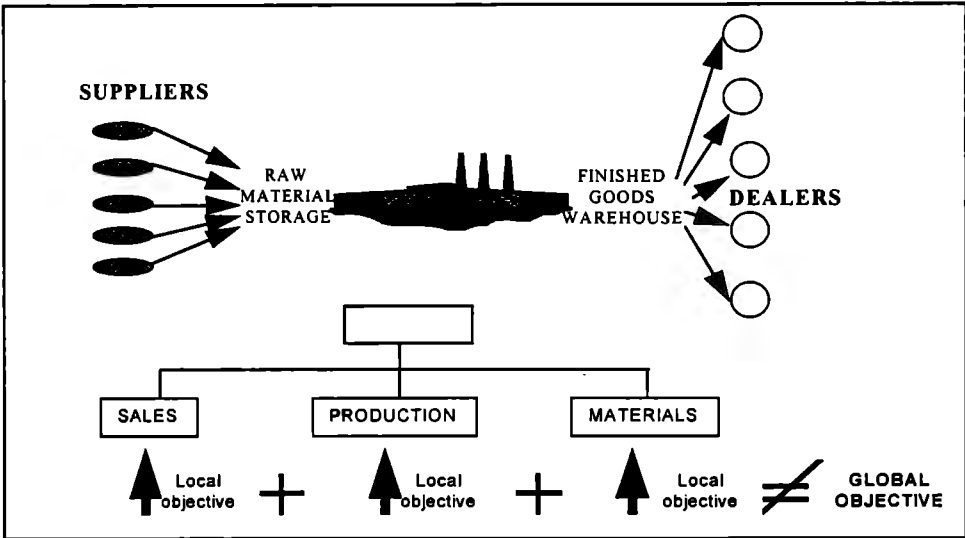 SUPPLIERS
RAW
MATERIAL
STORAGE
FINISHED
GOODS
WAREHOUSE
DEALERS
SALES
PRODUCTION
MATERIALS
Local
objective
+
Local
objective
+
Local
objective
≠
GLOBAL
OBJECTIVE